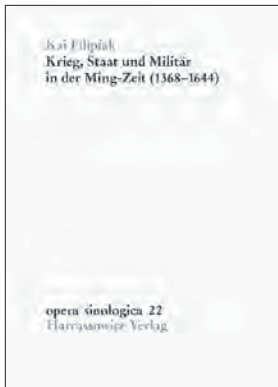 Kai Filipiak
Krieg, Staat und Militär
in der Ming-Zeit (1368–1644)
opera sinologica 22
Harrassowitz Verlag